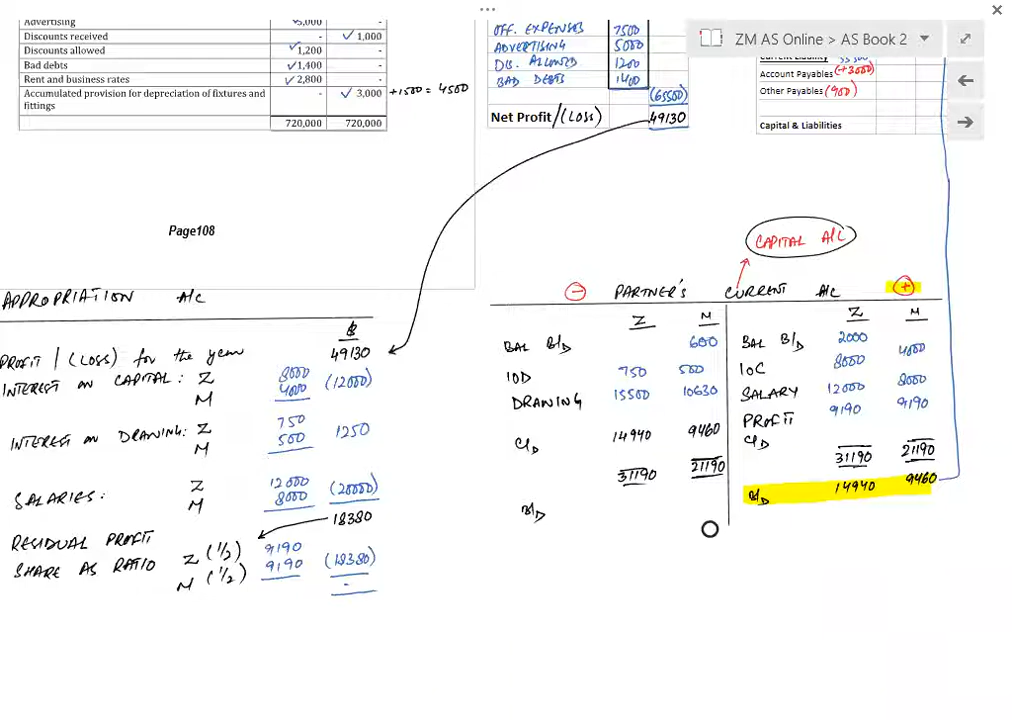 Advertising 5,000 -
Discounts received - 1,000
Discounts allowed 1,200 -
Bad debts 1,400 -
Rent and business rates 2,800 -
Accumulated provision for depreciation of fixtures and fittings - 3,000 +1500 = 4500
720,000 720,000
Page108
OFF. EXPENSES 7500
ADVERTISING 5000
DIS. ALLOWED 1200
BAD DEBTS 1400
(65500)
Net Profit/(LOSS) 49130
ZM AS Online > AS Book 2
Account Payables (+3000)
Other Payables (900)
Capital & Liabilities
APPROPRIATION A/C
$
PROFIT / (LOSS) for the year 49130
INTEREST ON CAPITAL: Z 8000 (12000)
M 4000
INTEREST ON DRAWING: Z 750 1250
M 500
SALARIES: Z 12000 (20000)
M 8000
18380
RESIDUAL PROFIT
SHARE AS RATIO Z (1/2) 9190
M (1/2) 9190 (18380)
-
CAPITAL A/C
- PARTNER'S CURRENT A/C +
Z M
BAL B/D 600
IOD 750 500
DRAWING 15500 10630
C/D 14940 9460
31190 21190
B/D
Z M
BAL B/D 2000
IOC 8000 4000
SALARY 12000 8000
PROFIT 9190 9190
C/D
31190 21190
B/D 14940 9460